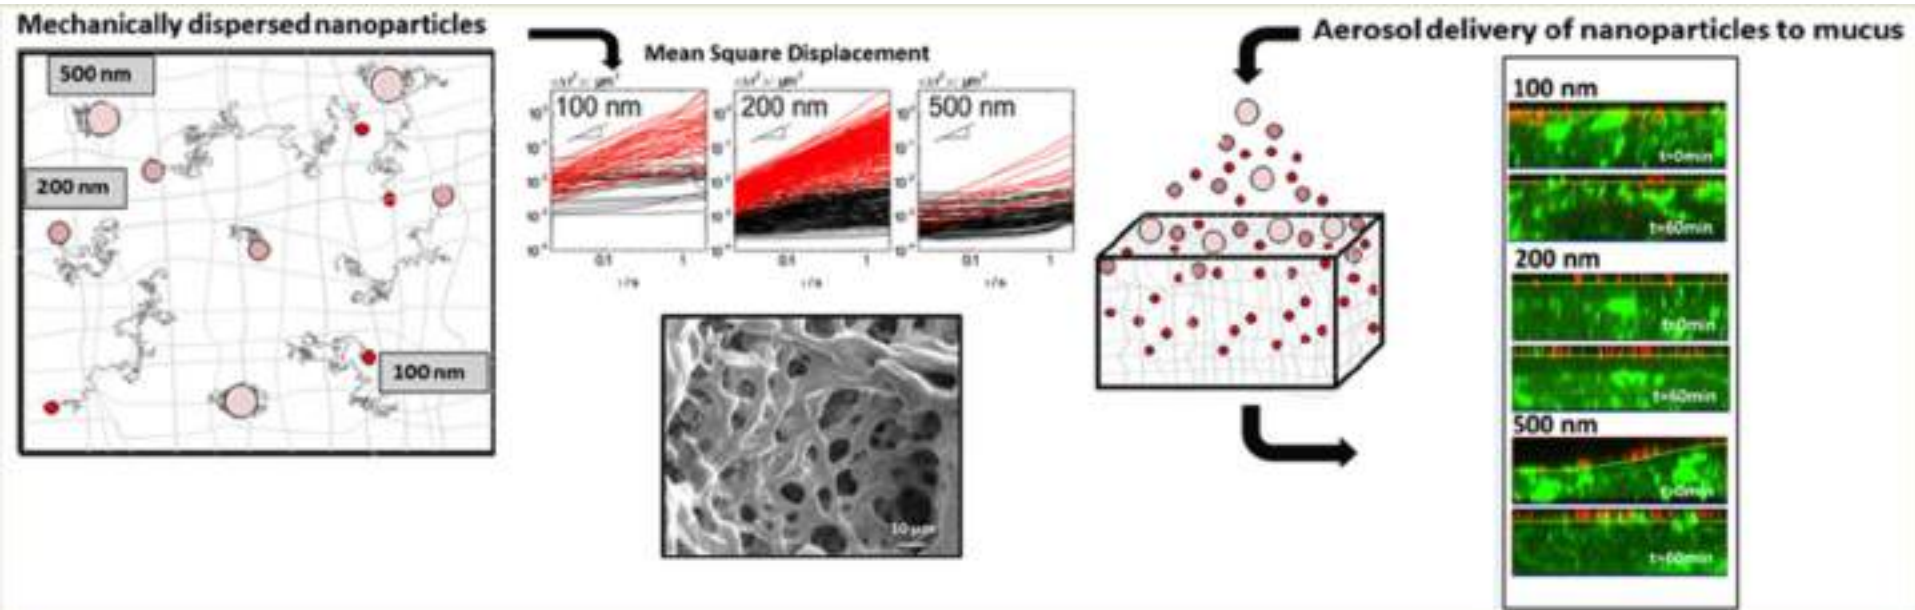 Mechanically dispersed nanoparticles
500 nm
200 nm
100 nm
Mean Square Displacement
100 nm
200 nm
500 nm
0.1 1
0.1 1
0.1 1
10 µm
Aerosol delivery of nanoparticles to mucus
100 nm
t=0min
t=60min
200 nm
t=0min
t=60min
500 nm
t=0min
t=60min